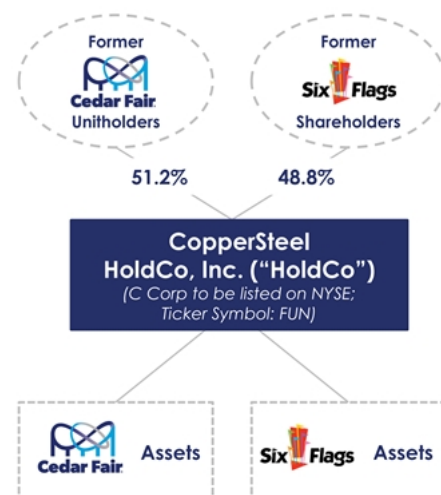 Former
Cedar Fair
Unitholders
Former
Six Flags
Shareholders
51.2%
48.8%
CopperSteel
HoldCo, Inc. (“HoldCo”)
(C Corp to be listed on NYSE;
Ticker Symbol: FUN)
Cedar Fair
Assets
Six Flags
Assets